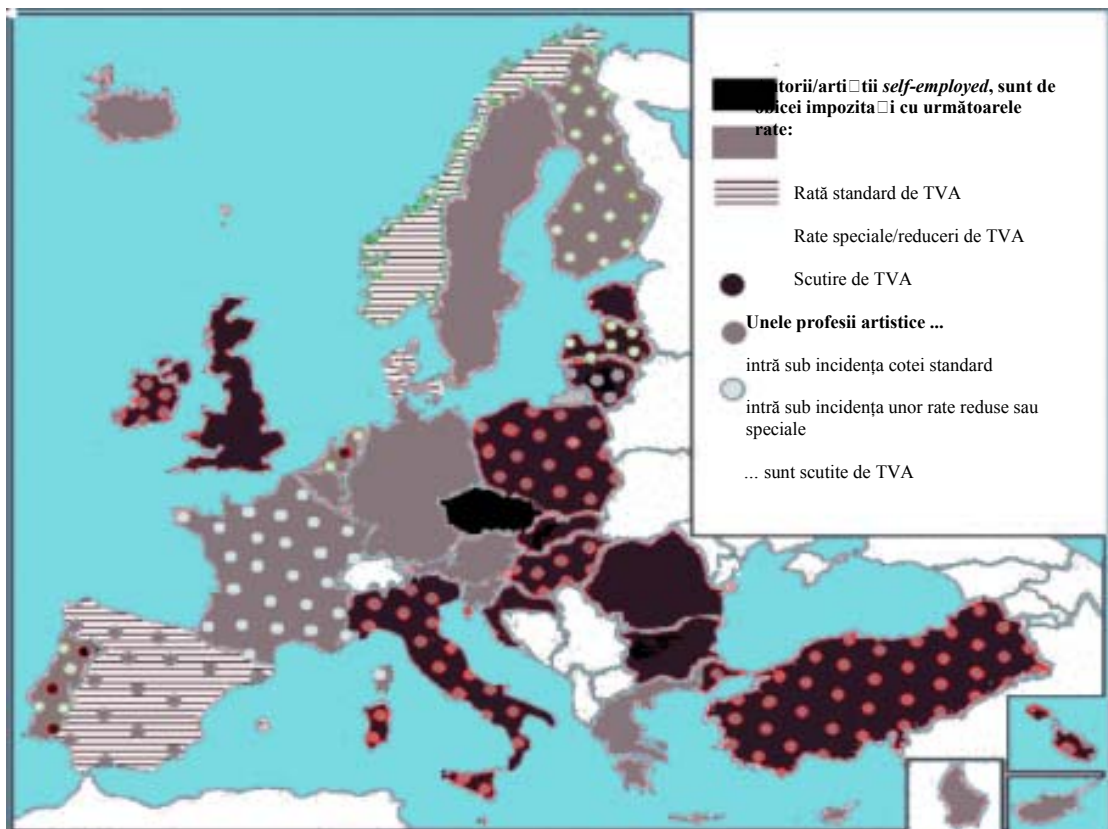 torii/arti□tii self-employed, sunt de
obicei impozita□i cu următoarele
rate:
Rată standard de TVA
Rate speciale/reduceri de TVA
Scutire de TVA
Unele profesii artistice ...
intră sub incidența cotei standard
intră sub incidența unor rate reduse sau
speciale
... sunt scutite de TVA